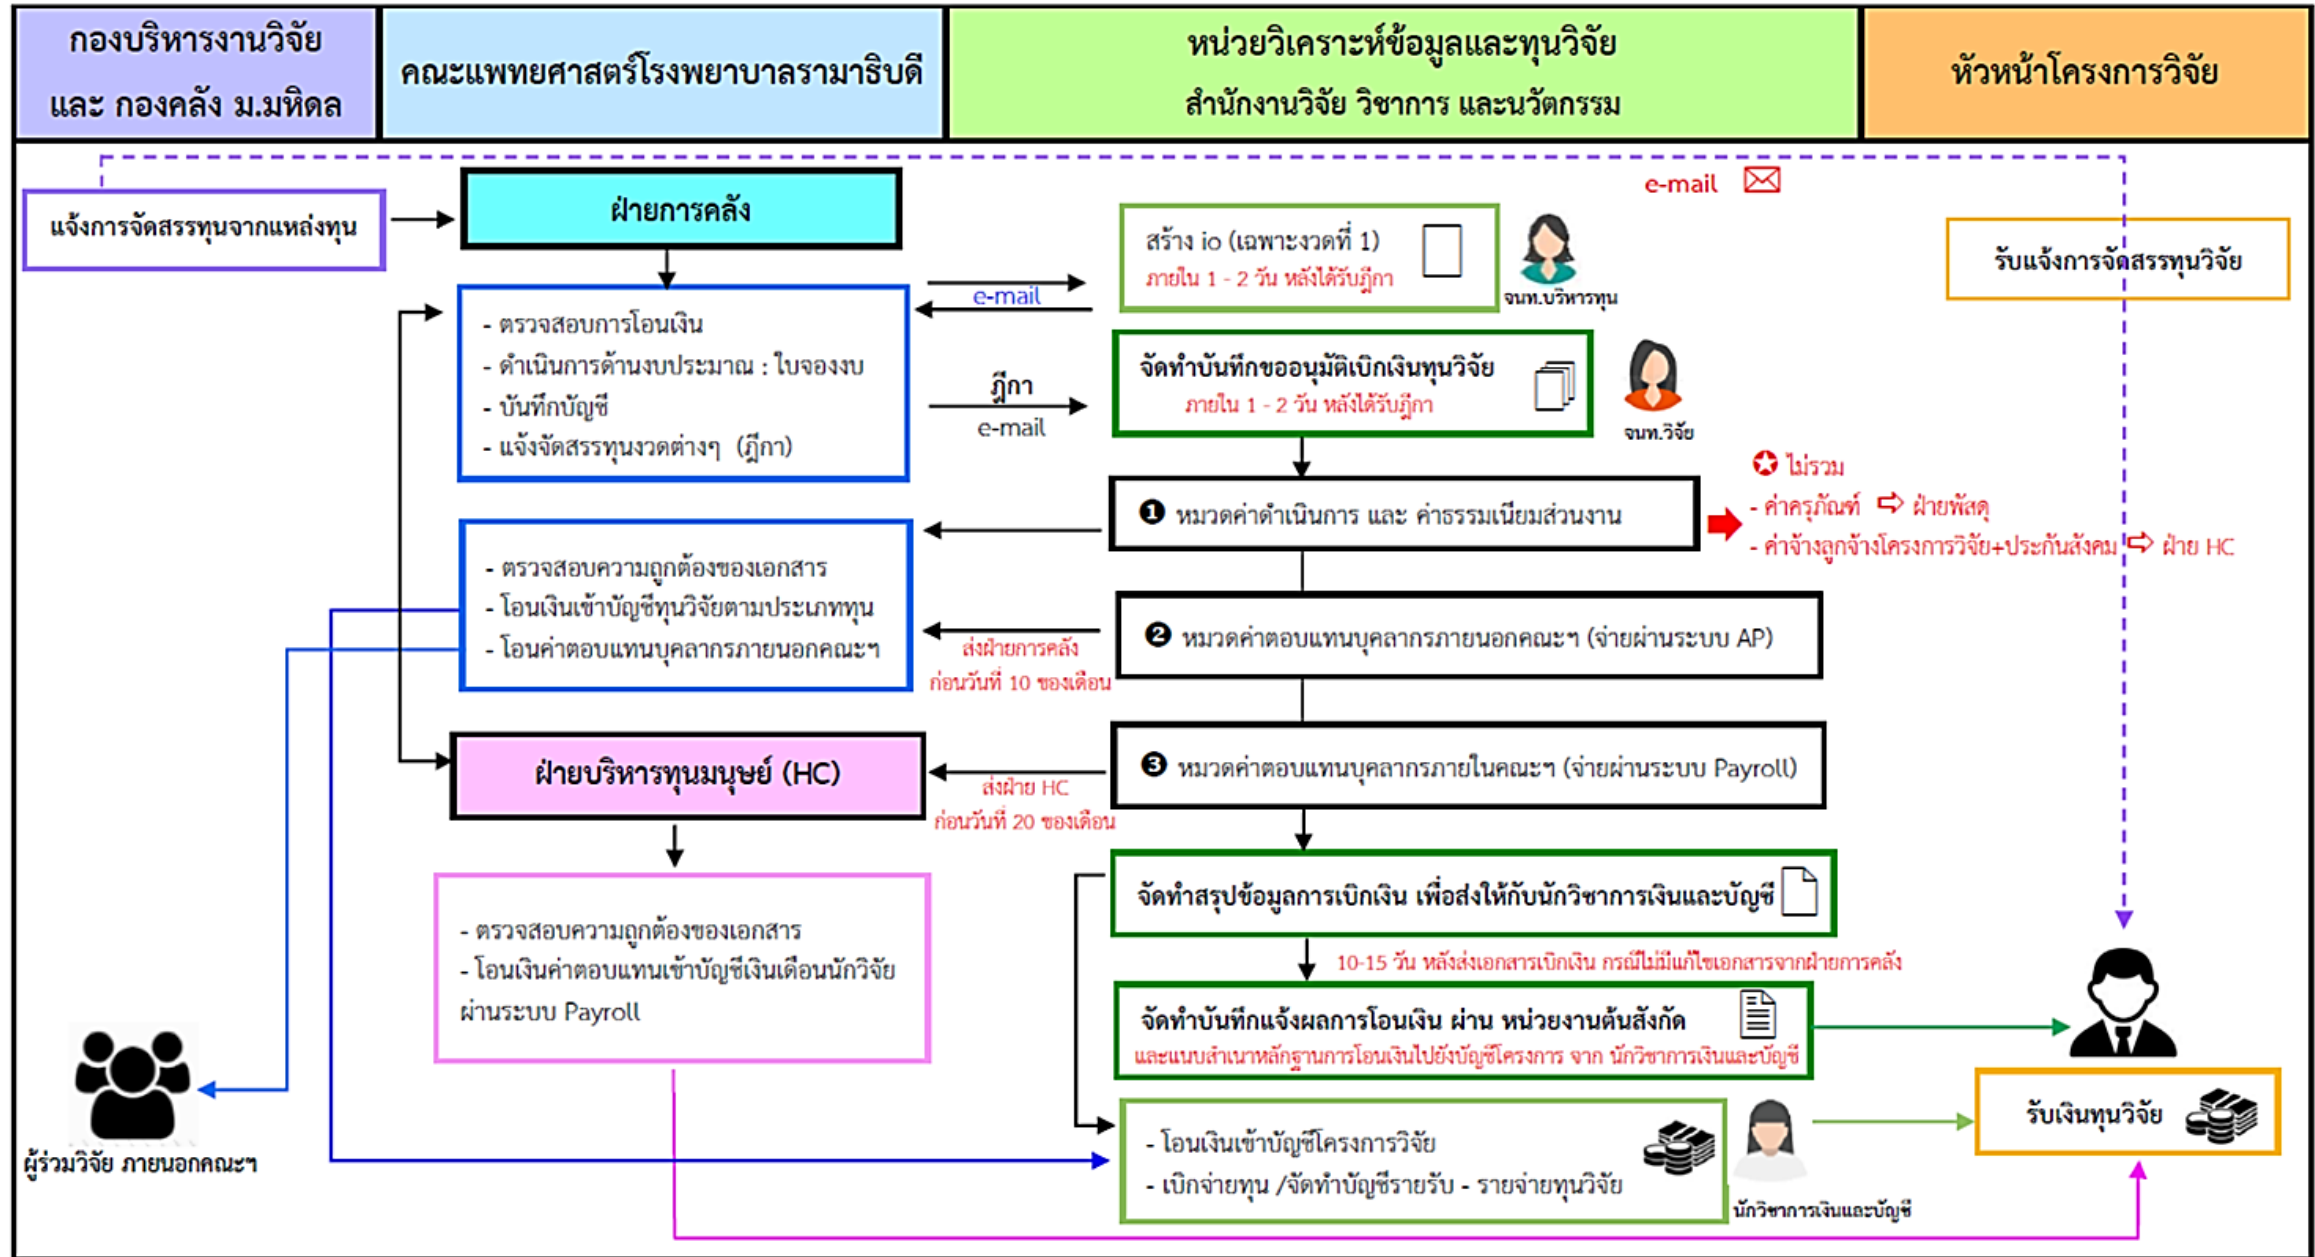 กองบริหารงานวิจัย
และ กองคลัง ม.มหิดล
คณะแพทยศาสตร์โรงพยาบาลรามาธิบดี
หน่วยวิเคราะห์ข้อมูลและทุนวิจัย
สำนักงานวิจัย วิชาการ และนวัตกรรม
หัวหน้าโครงการวิจัย
e-mail
แจ้งการจัดสรรทุนจากแหล่งทุน
ฝ่ายการคลัง
สร้าง io (เฉพาะงวดที่ 1)
ภายใน 1 - 2 วัน หลังได้รับฎีกา
จนท.บริหารทุน
รับแจ้งการจัดสรรทุนวิจัย
e-mail
- ตรวจสอบการโอนเงิน
- ดำเนินการด้านงบประมาณ : ใบจองงบ
- บันทึกบัญชี
- แจ้งจัดสรรทุนงวดต่างๆ (ฎีกา)
ฎีกา
e-mail
จัดทำบันทึกขออนุมัติเบิกเงินทุนวิจัย
ภายใน 1 - 2 วัน หลังได้รับฎีกา
จนท.วิจัย
❶ หมวดค่าดำเนินการ และ ค่าธรรมเนียมส่วนงาน
✪ ไม่รวม
- ค่าครุภัณฑ์ ⇨ ฝ่ายพัสดุ
- ค่าจ้างลูกจ้างโครงการวิจัย+ประกันสังคม ⇨ ฝ่าย HC
- ตรวจสอบความถูกต้องของเอกสาร
- โอนเงินเข้าบัญชีทุนวิจัยตามประเภททุน
- โอนค่าตอบแทนบุคลากรภายนอกคณะฯ
ส่งฝ่ายการคลัง
ก่อนวันที่ 10 ของเดือน
❷ หมวดค่าตอบแทนบุคลากรภายนอกคณะฯ (จ่ายผ่านระบบ AP)
ฝ่ายบริหารทุนมนุษย์ (HC)
ส่งฝ่าย HC
ก่อนวันที่ 20 ของเดือน
❸ หมวดค่าตอบแทนบุคลากรภายในคณะฯ (จ่ายผ่านระบบ Payroll)
จัดทำสรุปข้อมูลการเบิกเงิน เพื่อส่งให้กับนักวิชาการเงินและบัญชี
- ตรวจสอบความถูกต้องของเอกสาร
- โอนเงินค่าตอบแทนเข้าบัญชีเงินเดือนนักวิจัย
ผ่านระบบ Payroll
10-15 วัน หลังส่งเอกสารเบิกเงิน กรณีไม่มีแก้ไขเอกสารจากฝ่ายการคลัง
จัดทำบันทึกแจ้งผลการโอนเงิน ผ่าน หน่วยงานต้นสังกัด
และแนบสำเนาหลักฐานการโอนเงินไปยังบัญชีโครงการ จาก นักวิชาการเงินและบัญชี
รับเงินทุนวิจัย
ผู้ร่วมวิจัย ภายนอกคณะฯ
- โอนเงินเข้าบัญชีโครงการวิจัย
- เบิกจ่ายทุน /จัดทำบัญชีรายรับ - รายจ่ายทุนวิจัย
นักวิชาการเงินและบัญชี